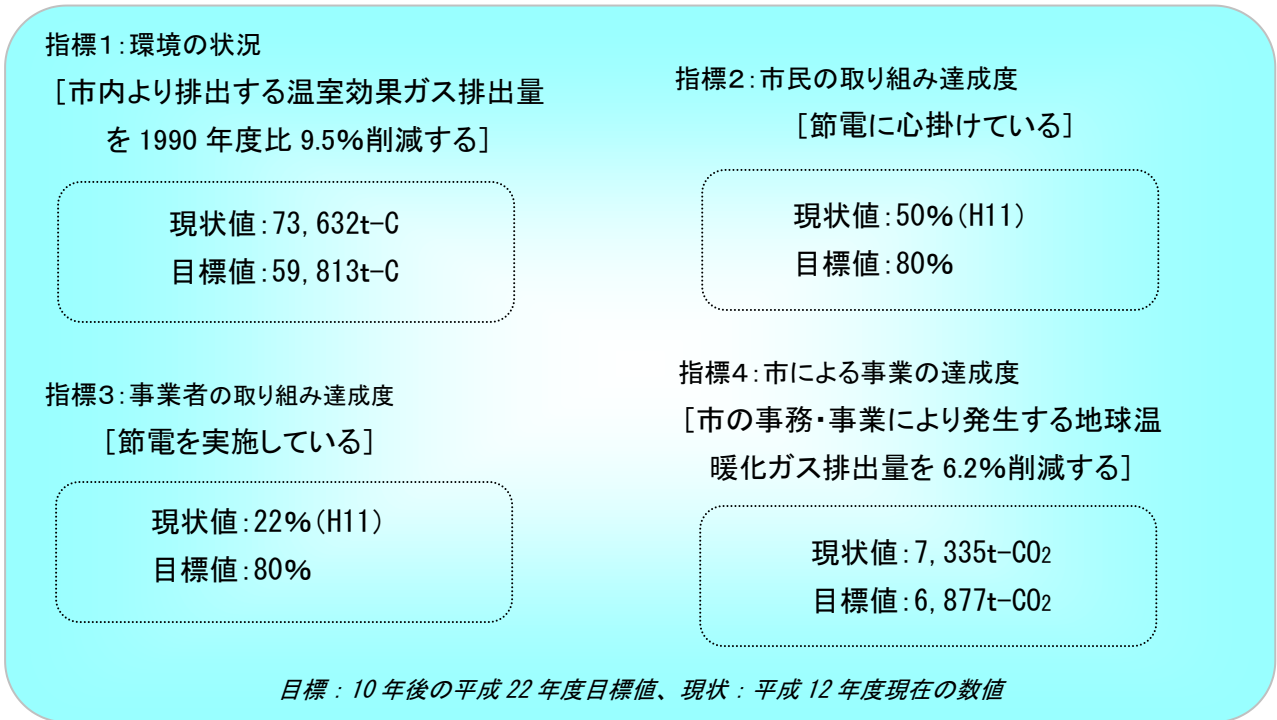 指標1：環境の状況
［市内より排出する温室効果ガス排出量
を 1990 年度比 9.5％削減する］
現状値：73,632t-C
目標値：59,813t-C
指標2：市民の取り組み達成度
［節電に心掛けている］
現状値：50％（H11）
目標値：80％
指標3：事業者の取り組み達成度
［節電を実施している］
現状値：22％（H11）
目標値：80％
指標4：市による事業の達成度
［市の事務・事業により発生する地球温
暖化ガス排出量を 6.2％削減する］
現状値：7,335t-CO2
目標値：6,877t-CO2
目標：10 年後の平成 22 年度目標値、現状：平成 12 年度現在の数値